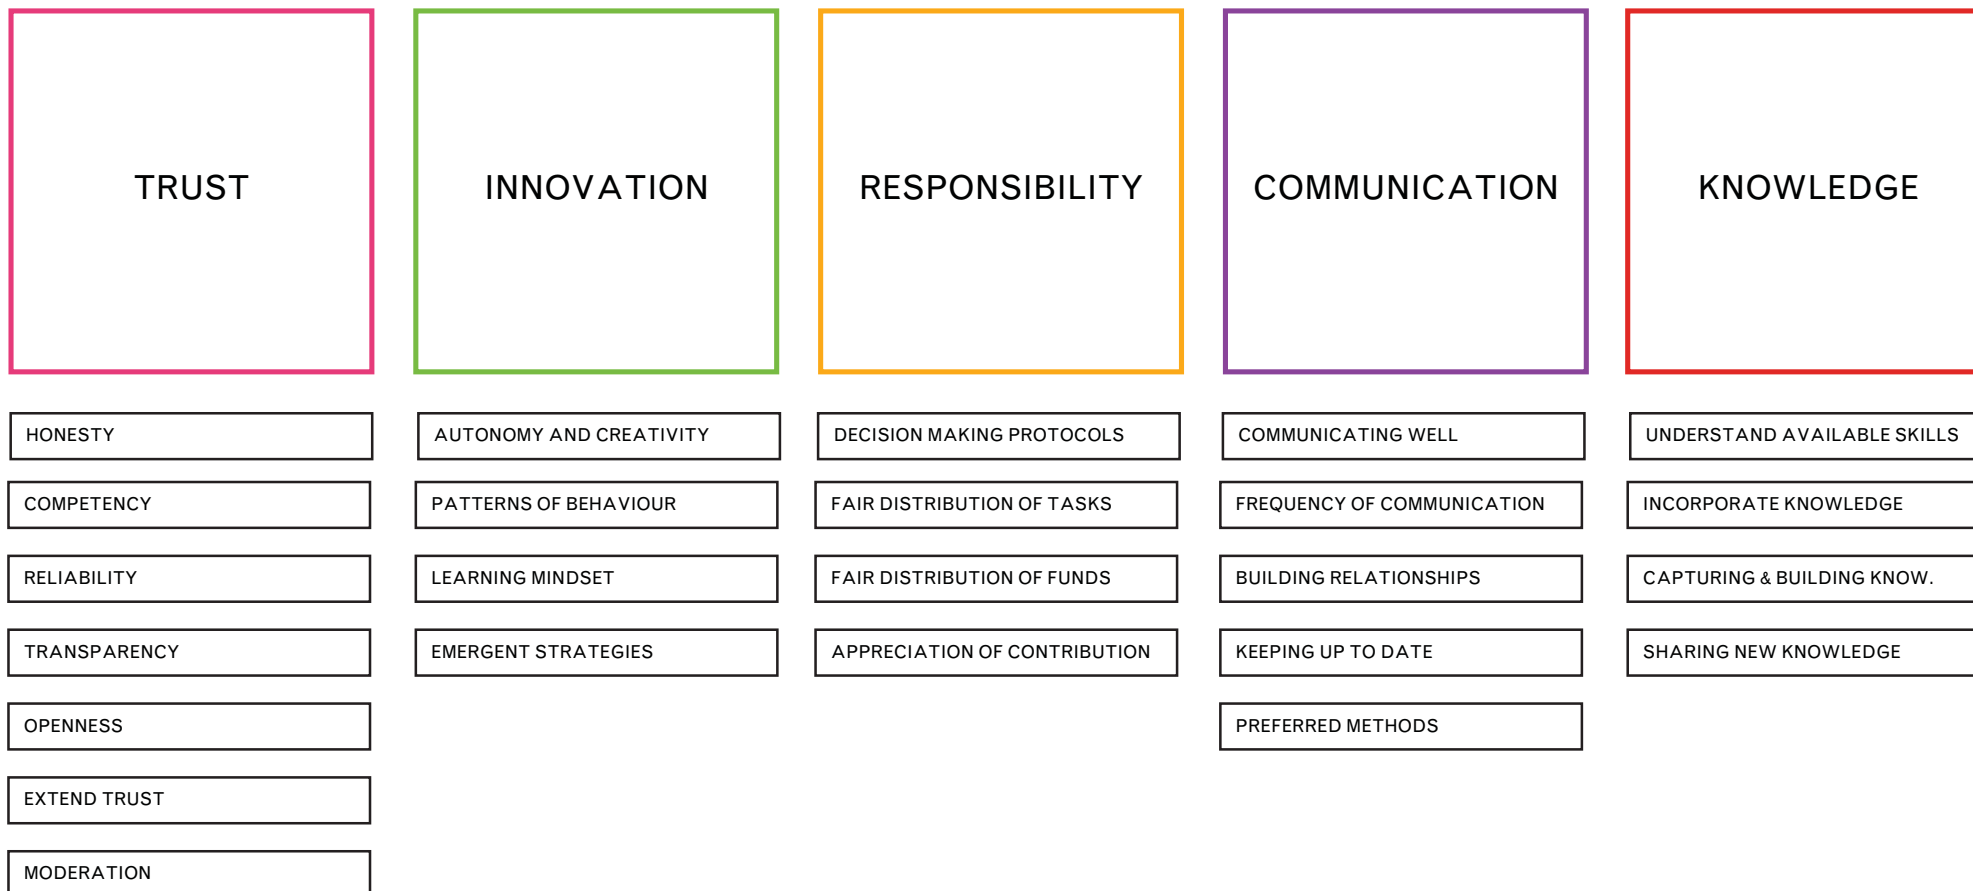 TRUST
INNOVATION
RESPONSIBILITY
COMMUNICATION
KNOWLEDGE
HONESTY
COMPETENCY
RELIABILITY
TRANSPARENCY
OPENNESS
EXTEND TRUST
MODERATION
AUTONOMY AND CREATIVITY
PATTERNS OF BEHAVIOUR
LEARNING MINDSET
EMERGENT STRATEGIES
DECISION MAKING PROTOCOLS
FAIR DISTRIBUTION OF TASKS
FAIR DISTRIBUTION OF FUNDS
APPRECIATION OF CONTRIBUTION
COMMUNICATING WELL
FREQUENCY OF COMMUNICATION
BUILDING RELATIONSHIPS
KEEPING UP TO DATE
PREFERRED METHODS
UNDERSTAND AVAILABLE SKILLS
INCORPORATE KNOWLEDGE
CAPTURING & BUILDING KNOW.
SHARING NEW KNOWLEDGE